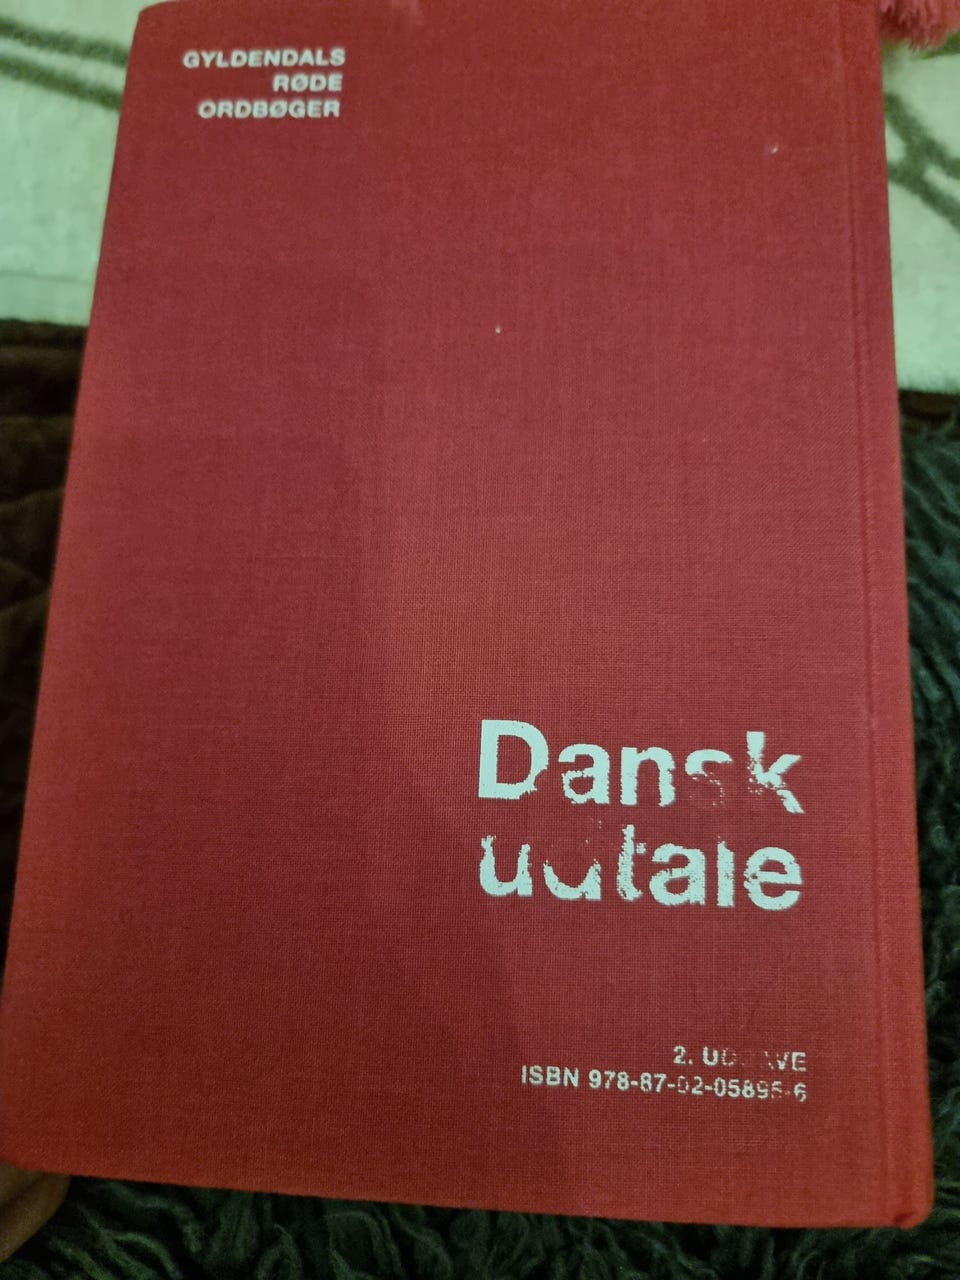 GYLDENDALS
RØDE
ORDBØGER
Dansk
udtale
2. UDGAVE
ISBN 978-87-02-05895-6